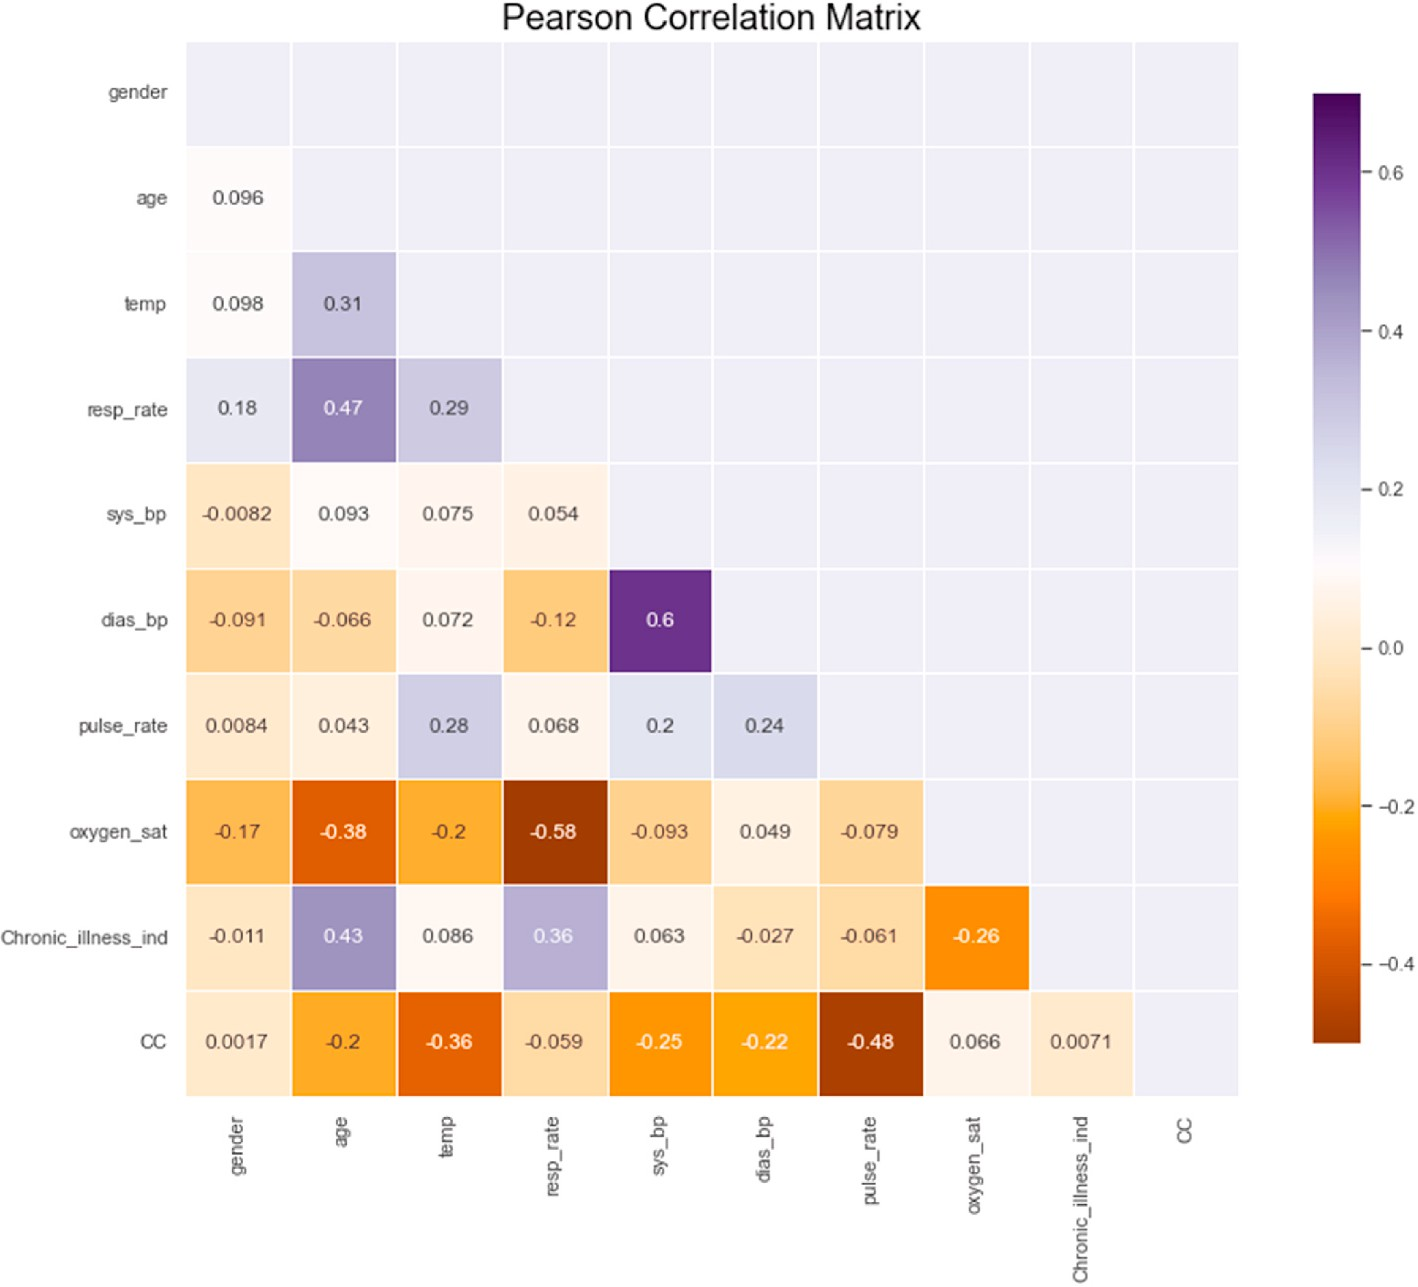 Pearson Correlation Matrix
gender
age 0.096
temp 0.098 0.31
resp_rate 0.18 0.47 0.29
sys_bp -0.0082 0.093 0.075 0.054
dias_bp -0.091 -0.066 0.072 -0.12 0.6
pulse_rate 0.0084 0.043 0.28 0.068 0.2 0.24
oxygen_sat -0.17 -0.38 -0.2 -0.58 -0.093 0.049 -0.079
Chronic_illness_ind -0.011 0.43 0.086 0.36 0.063 -0.027 -0.061 -0.26
CC 0.0017 -0.2 -0.36 -0.059 -0.25 -0.22 -0.48 0.066 0.0071
gender age temp resp_rate sys_bp dias_bp pulse_rate oxygen_sat Chronic_illness_ind CC
0.6
0.4
0.2
0.0
−0.2
−0.4